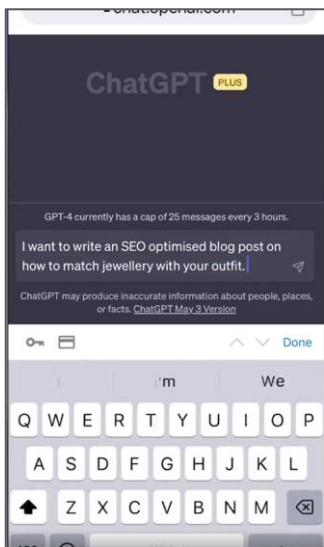 chat.openai.com
ChatGPT PLUS
GPT-4 currently has a cap of 25 messages every 3 hours.
I want to write an SEO optimised blog post on
how to match jewellery with your outfit.
ChatGPT may produce inaccurate information about people, places,
or facts. ChatGPT May 3 Version
Done
I'm We
Q W E R T Y U I O P
A S D F G H J K L
Z X C V B N M